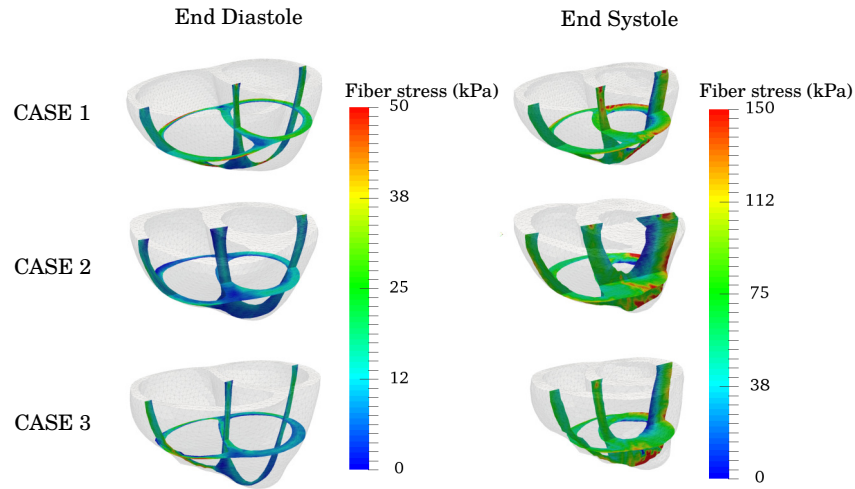 End Diastole
End Systole
CASE 1
Fiber stress (kPa)
50
38
25
12
0
Fiber stress (kPa)
150
112
75
38
0
CASE 2
CASE 3